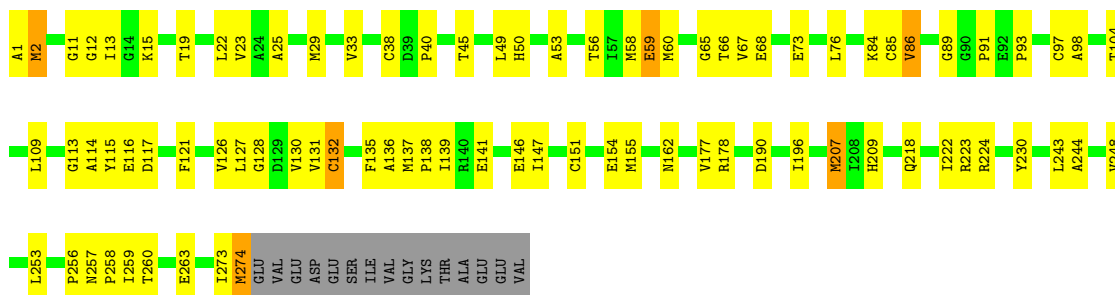 A1 M2 G11 G12 I13 G14 K15 T19 L22 V23 A24 A25 M29 V33 C38 D39 P40 T45 L49 H50 A53 T56 I57 M58 E59 M60 G65 T66 V67 E68 E73 L76 K84 C85 V86 G89 G90 P91 E92 P93 C97 A98 T104
L109 G113 A114 Y115 E116 D117 F121 V126 L127 G128 D129 V130 V131 C132 F135 A136 M137 P138 I139 R140 E141 E146 I147 C151 E154 M155 N162 V177 R178 D190 I196 M207 I208 H209 Q218 I222 R223 R224 Y230 L243 A244
L253 P256 N257 P258 I259 T260 E263 I273 M274 GLU VAL GLU ASP GLU SER ILE VAL GLY LYS THR ALA GLU GLU VAL